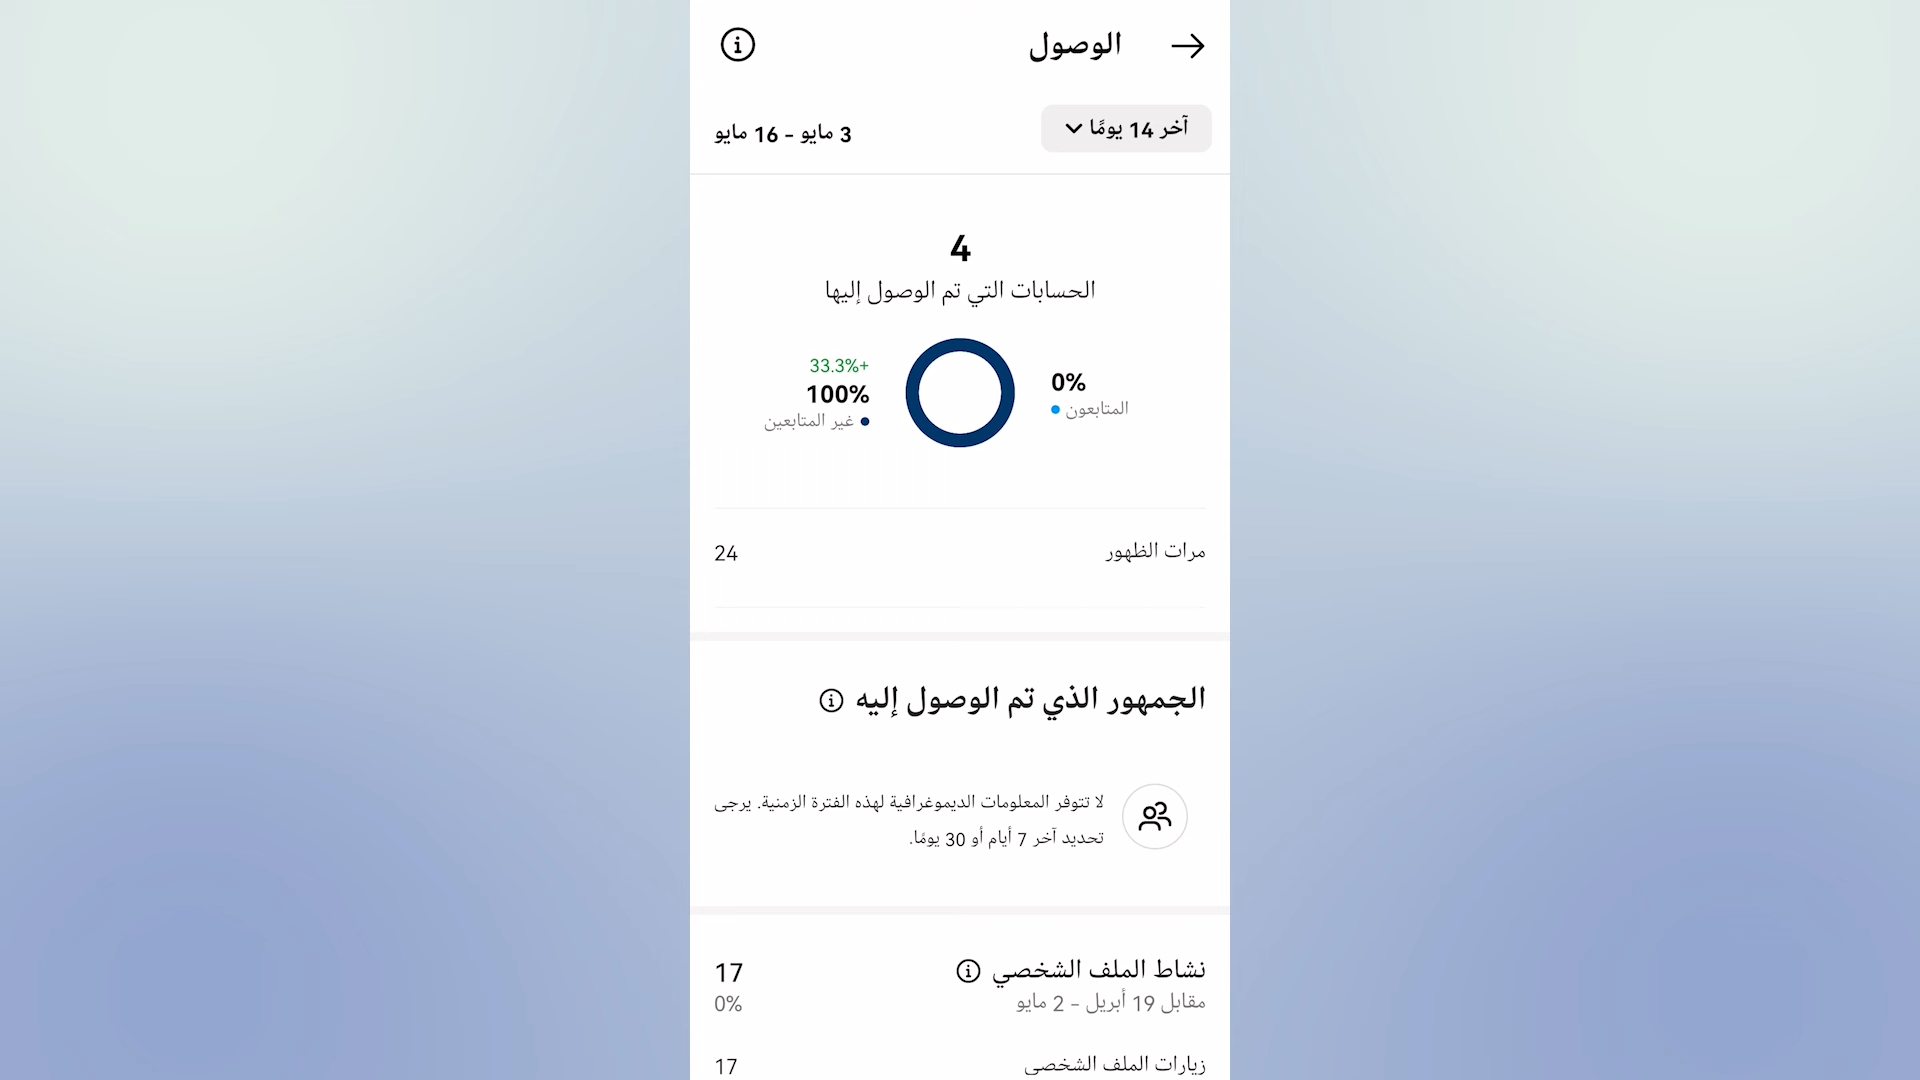 الوصول
آخر 14 يومًا
3 مايو - 16 مايو
4
الحسابات التي تم الوصول إليها
0%
المتابعون
33.3%+
100%
غير المتابعين
مرات الظهور
24
الجمهور الذي تم الوصول إليه
لا تتوفر المعلومات الديموغرافية لهذه الفترة الزمنية. يرجى
تحديد آخر 7 أيام أو 30 يومًا.
نشاط الملف الشخصي
17
مقابل 19 أبريل - 2 مايو
0%
زيارات الملف الشخصي
17